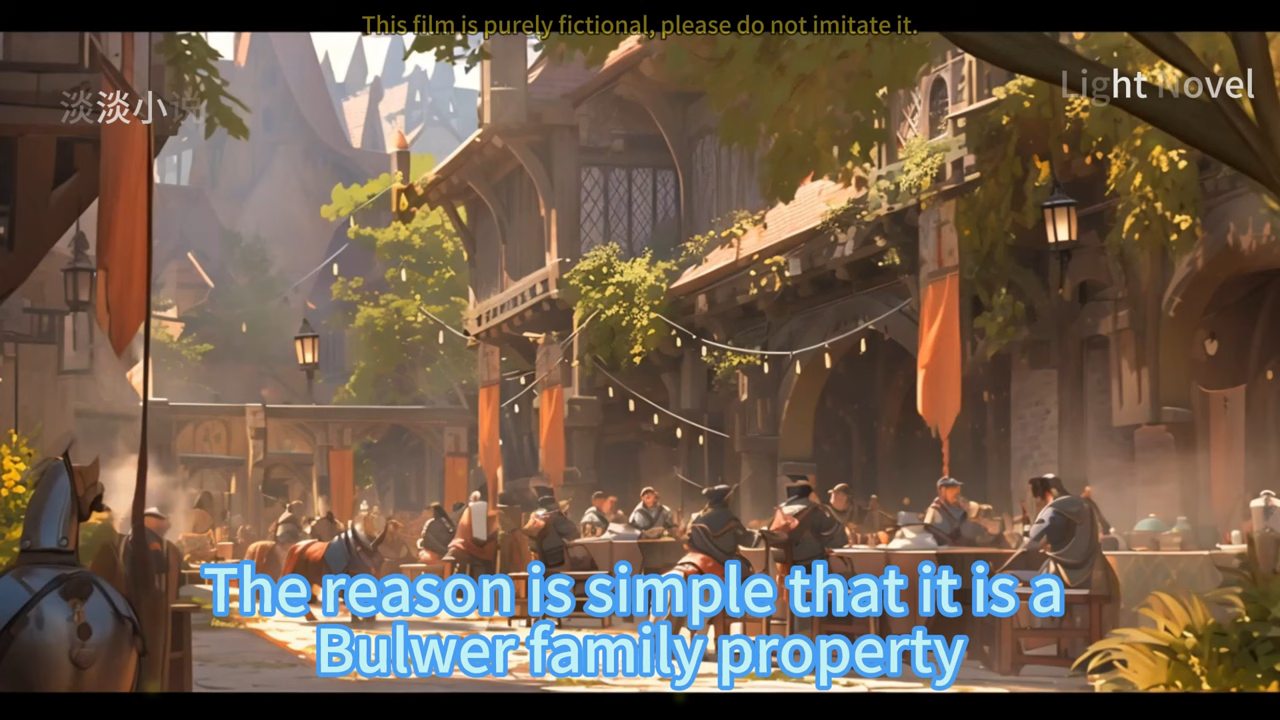 This film is purely fictional, please do not imitate it.
淡淡小说
Light Novel
The reason is simple that it is a
Bulwer family property